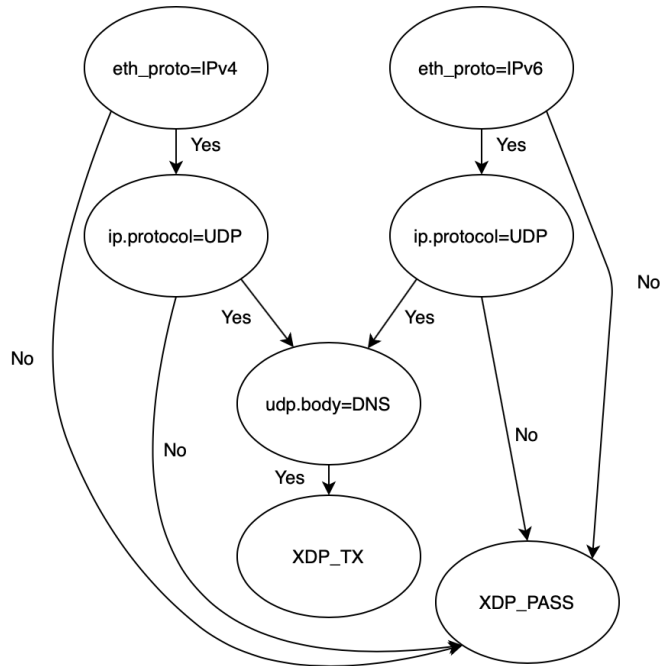 eth_proto=IPv4
eth_proto=IPv6
Yes
Yes
ip.protocol=UDP
ip.protocol=UDP
No
Yes
Yes
No
udp.body=DNS
No
No
Yes
XDP_TX
XDP_PASS